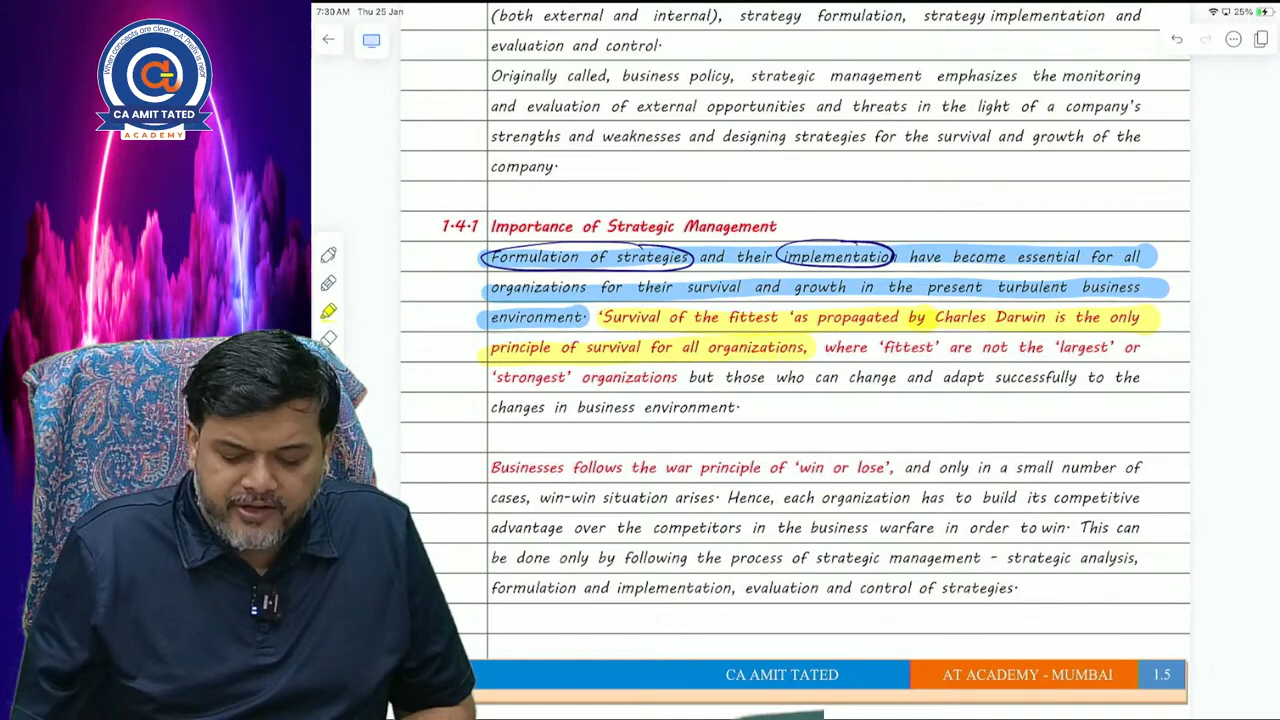 7:30 AM Thu 25 Jan
25%
When concepts are clear 'CA' Prefix is near
CA AMIT TATED
ACADEMY
(both external and internal), strategy formulation, strategy implementation and
evaluation and control.
Originally called, business policy, strategic management emphasizes the monitoring
and evaluation of external opportunities and threats in the light of a company's
strengths and weaknesses and designing strategies for the survival and growth of the
company.
1.4.1 Importance of Strategic Management
Formulation of strategies and their implementation have become essential for all
organizations for their survival and growth in the present turbulent business
environment. 'Survival of the fittest 'as propagated by Charles Darwin is the only
principle of survival for all organizations, where 'fittest' are not the 'largest' or
'strongest' organizations but those who can change and adapt successfully to the
changes in business environment.
Businesses follows the war principle of 'win or lose', and only in a small number of
cases, win-win situation arises. Hence, each organization has to build its competitive
advantage over the competitors in the business warfare in order to win. This can
be done only by following the process of strategic management - strategic analysis,
formulation and implementation, evaluation and control of strategies.
CA AMIT TATED
AT ACADEMY - MUMBAI
1.5